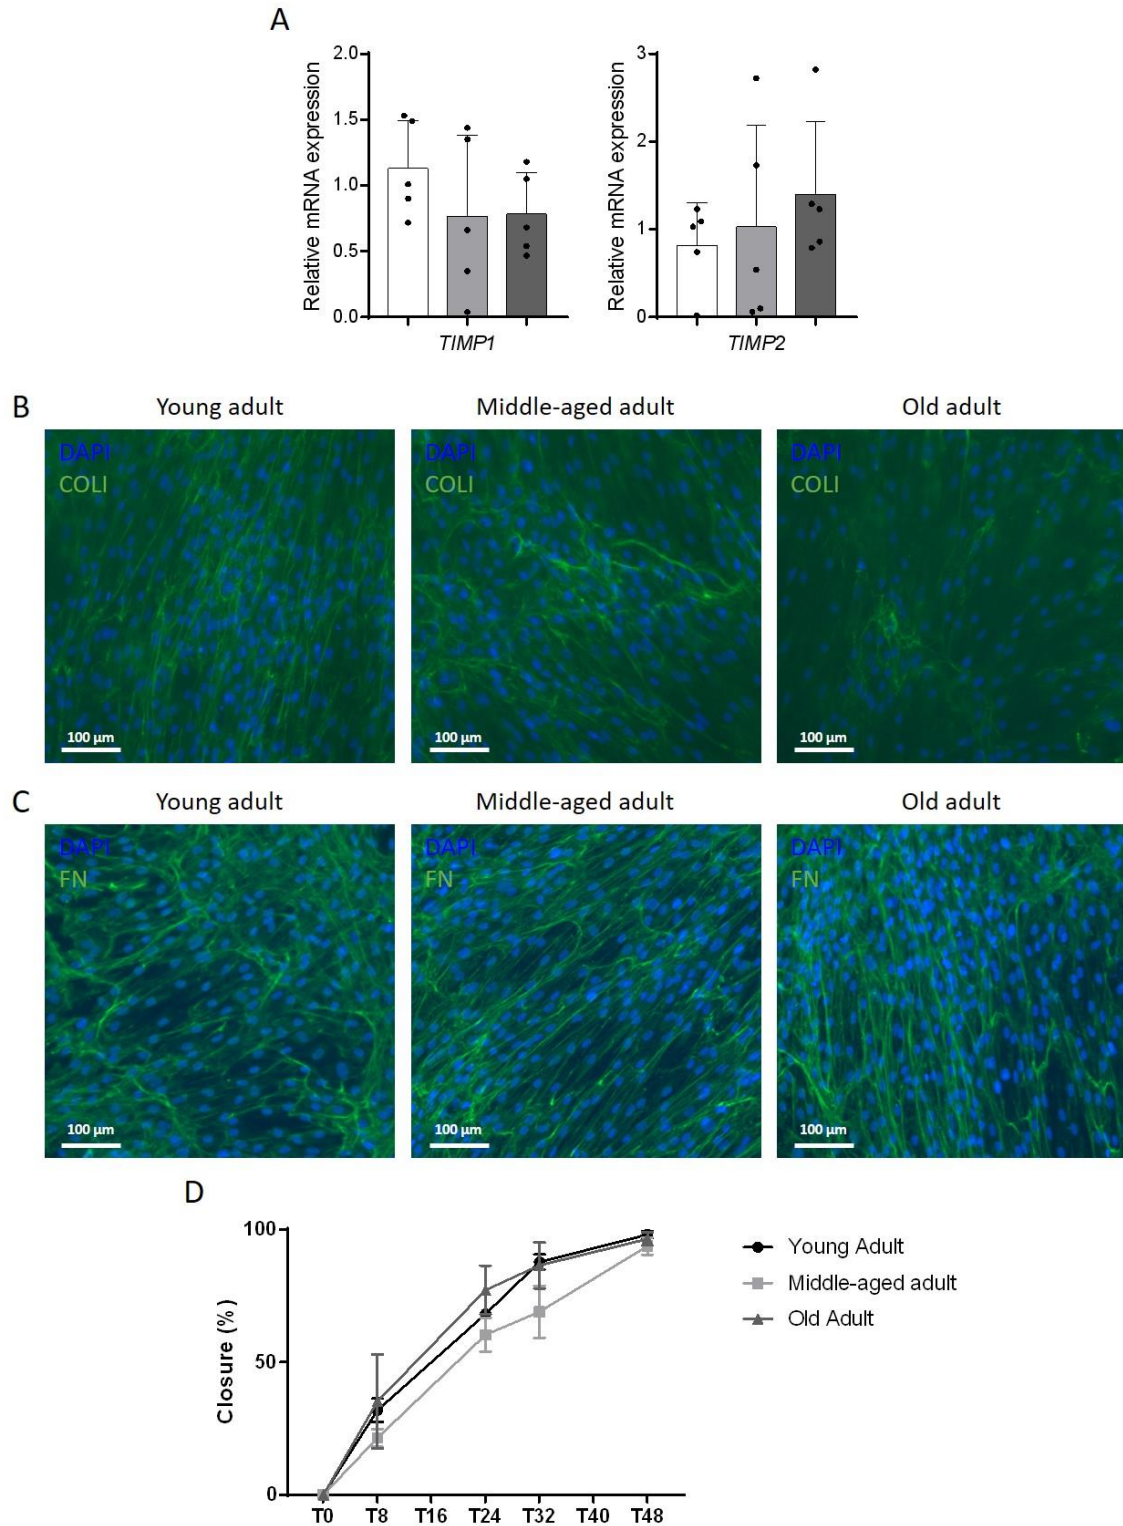 A
Relative mRNA expression
2.0
1.5
1.0
0.5
0.0
TIMP1
Relative mRNA expression
3
2
1
0
TIMP2
B
Young adult
Middle-aged adult
Old adult
DAPI
COLI
100 µm
DAPI
COLI
100 µm
DAPI
COLI
100 µm
C
Young adult
Middle-aged adult
Old adult
DAPI
FN
100 µm
DAPI
FN
100 µm
DAPI
FN
100 µm
D
Closure (%)
100
50
0
T0 T8 T16 T24 T32 T40 T48
Young Adult
Middle-aged adult
Old Adult